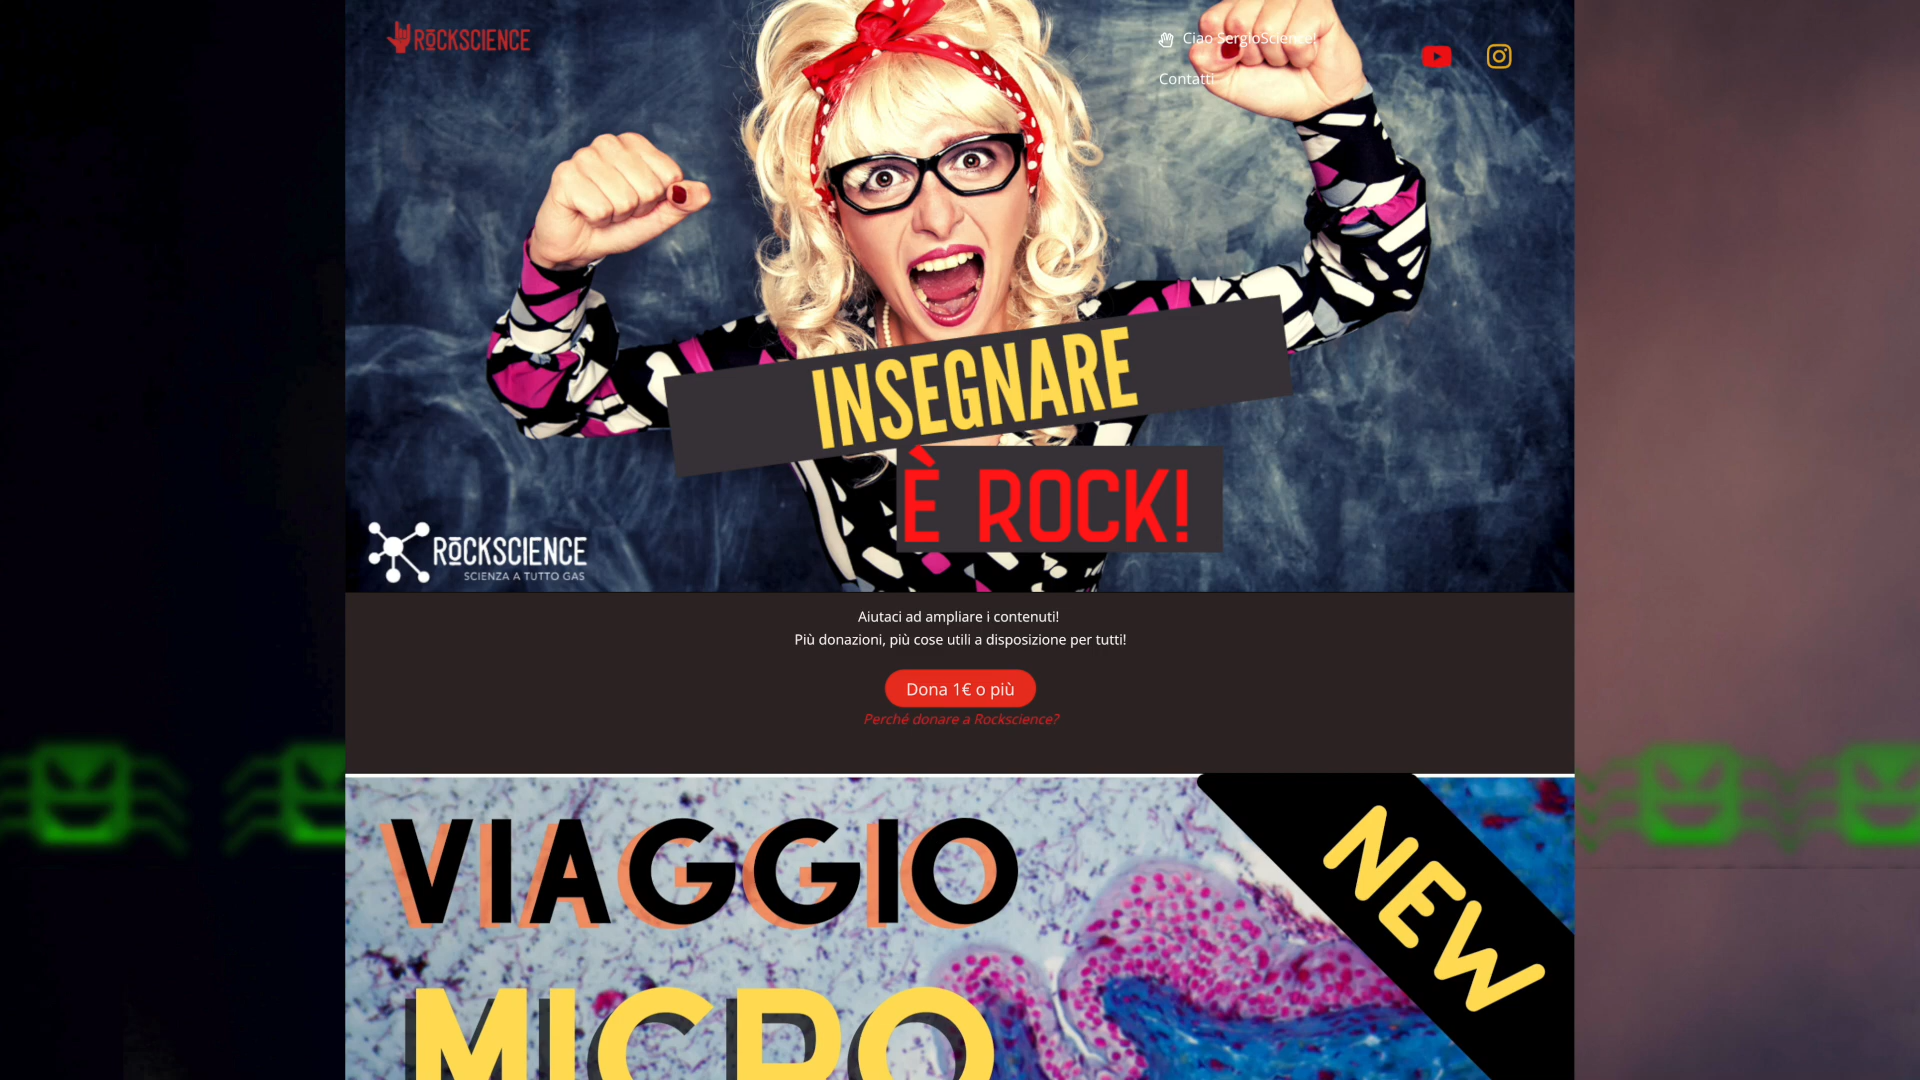 RŌCKSCIENCE
Ciao SergioScience!
Contatti
INSEGNARE
È ROCK!
RŌCKSCIENCE
SCIENZA A TUTTO GAS
Aiutaci ad ampliare i contenuti!
Più donazioni, più cose utili a disposizione per tutti!
Dona 1€ o più
Perché donare a Rockscience?
NEW
VIAGGIO
MICRO